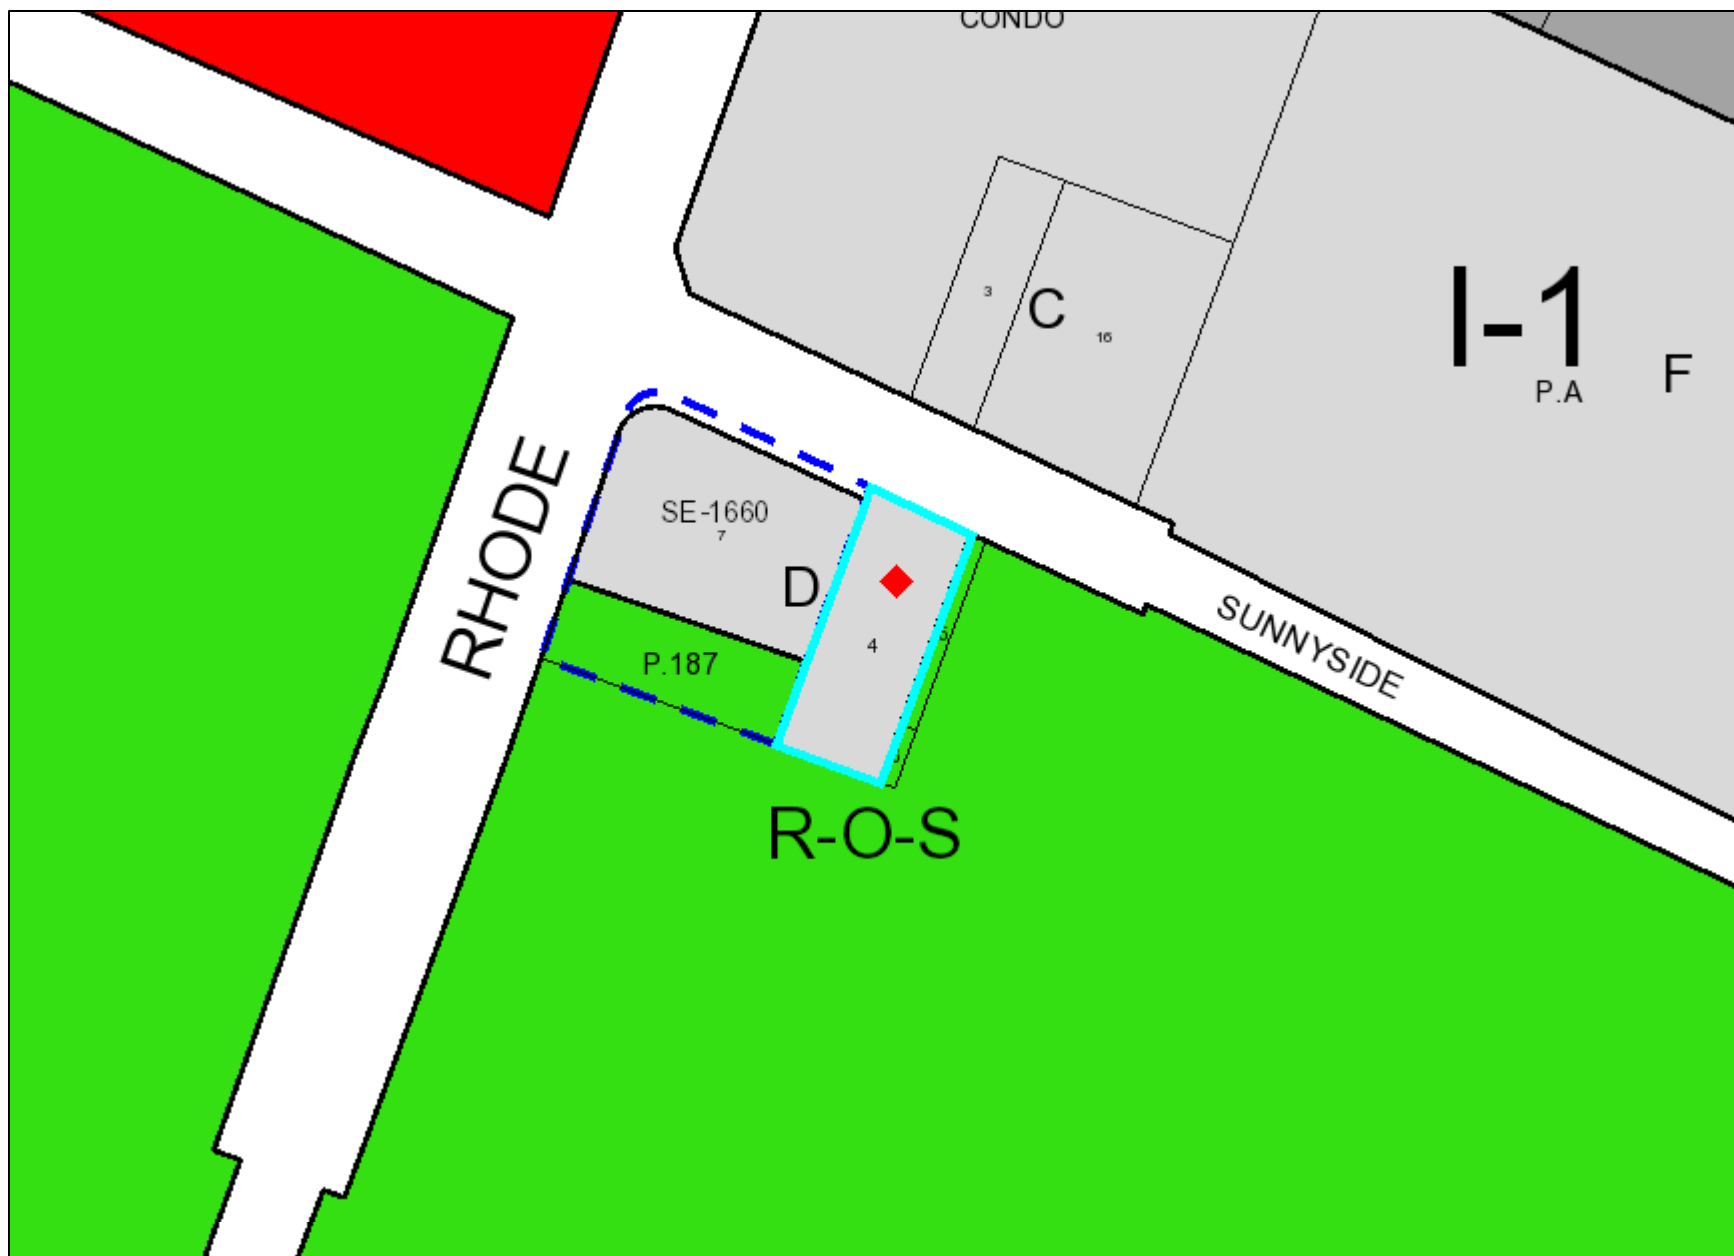 CONDO
3
C
16
I-1
P.A
F
RHODE
SE-1660
7
D
4
5
SUNNYSIDE
P.187
R-O-S